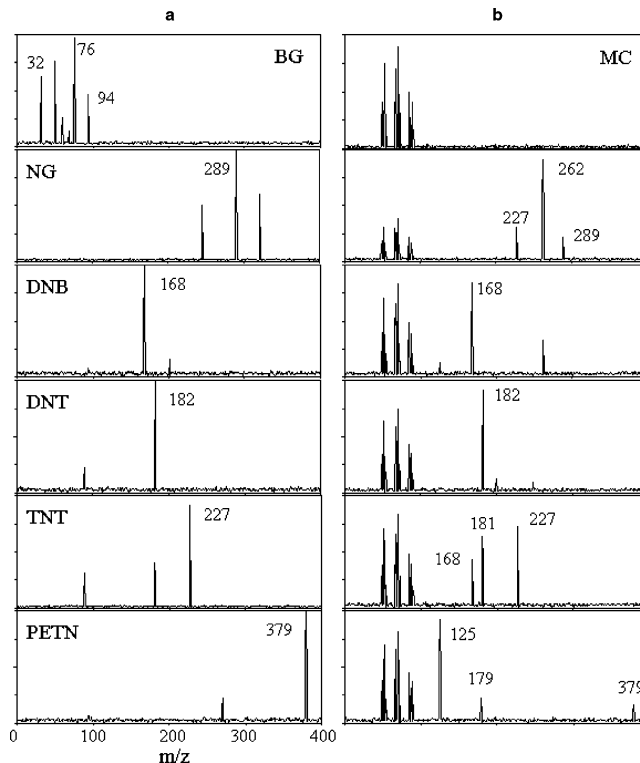 a b
32 76 94 BG MC
NG 289 227 262 289
DNB 168 168
DNT 182 182
TNT 227 168 181 227
PETN 379 125 179 379
0 100 200 300 400
m/z